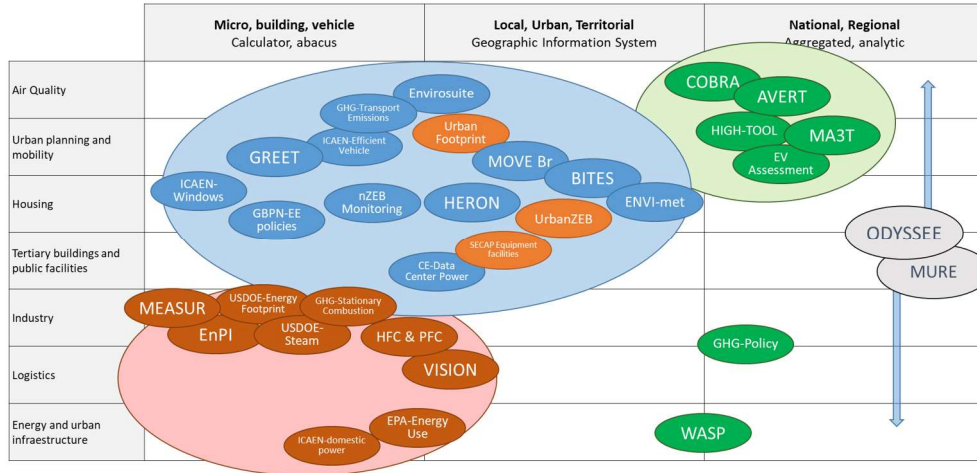 Micro, building, vehicle
Calculator, abacus
Local, Urban, Territorial
Geographic Information System
National, Regional
Aggregated, analytic
Air Quality
Envirosuite
GHG-Transport
Emissions
COBRA
AVERT
Urban planning and
mobility
GREET
ICAEN-Efficient
Vehicle
Urban
Footprint
MOVE Br
HIGH-TOOL
MA3T
EV
Assessment
Housing
ICAEN-
Windows
GBPN-EE
policies
nZEB
Monitoring
HERON
BITES
UrbanZEB
ENVI-met
ODYSSEE
Tertiary buildings and
public facilities
SECAP Equipment
facilities
CE-Data
Center Power
MURE
Industry
MEASUR
USDOE-Energy
Footprint
GHG-Stationary
Combustion
EnPI
USDOE-
Steam
HFC & PFC
GHG-Policy
Logistics
VISION
Energy and urban
infraestructure
ICAEN-domestic
power
EPA-Energy
Use
WASP